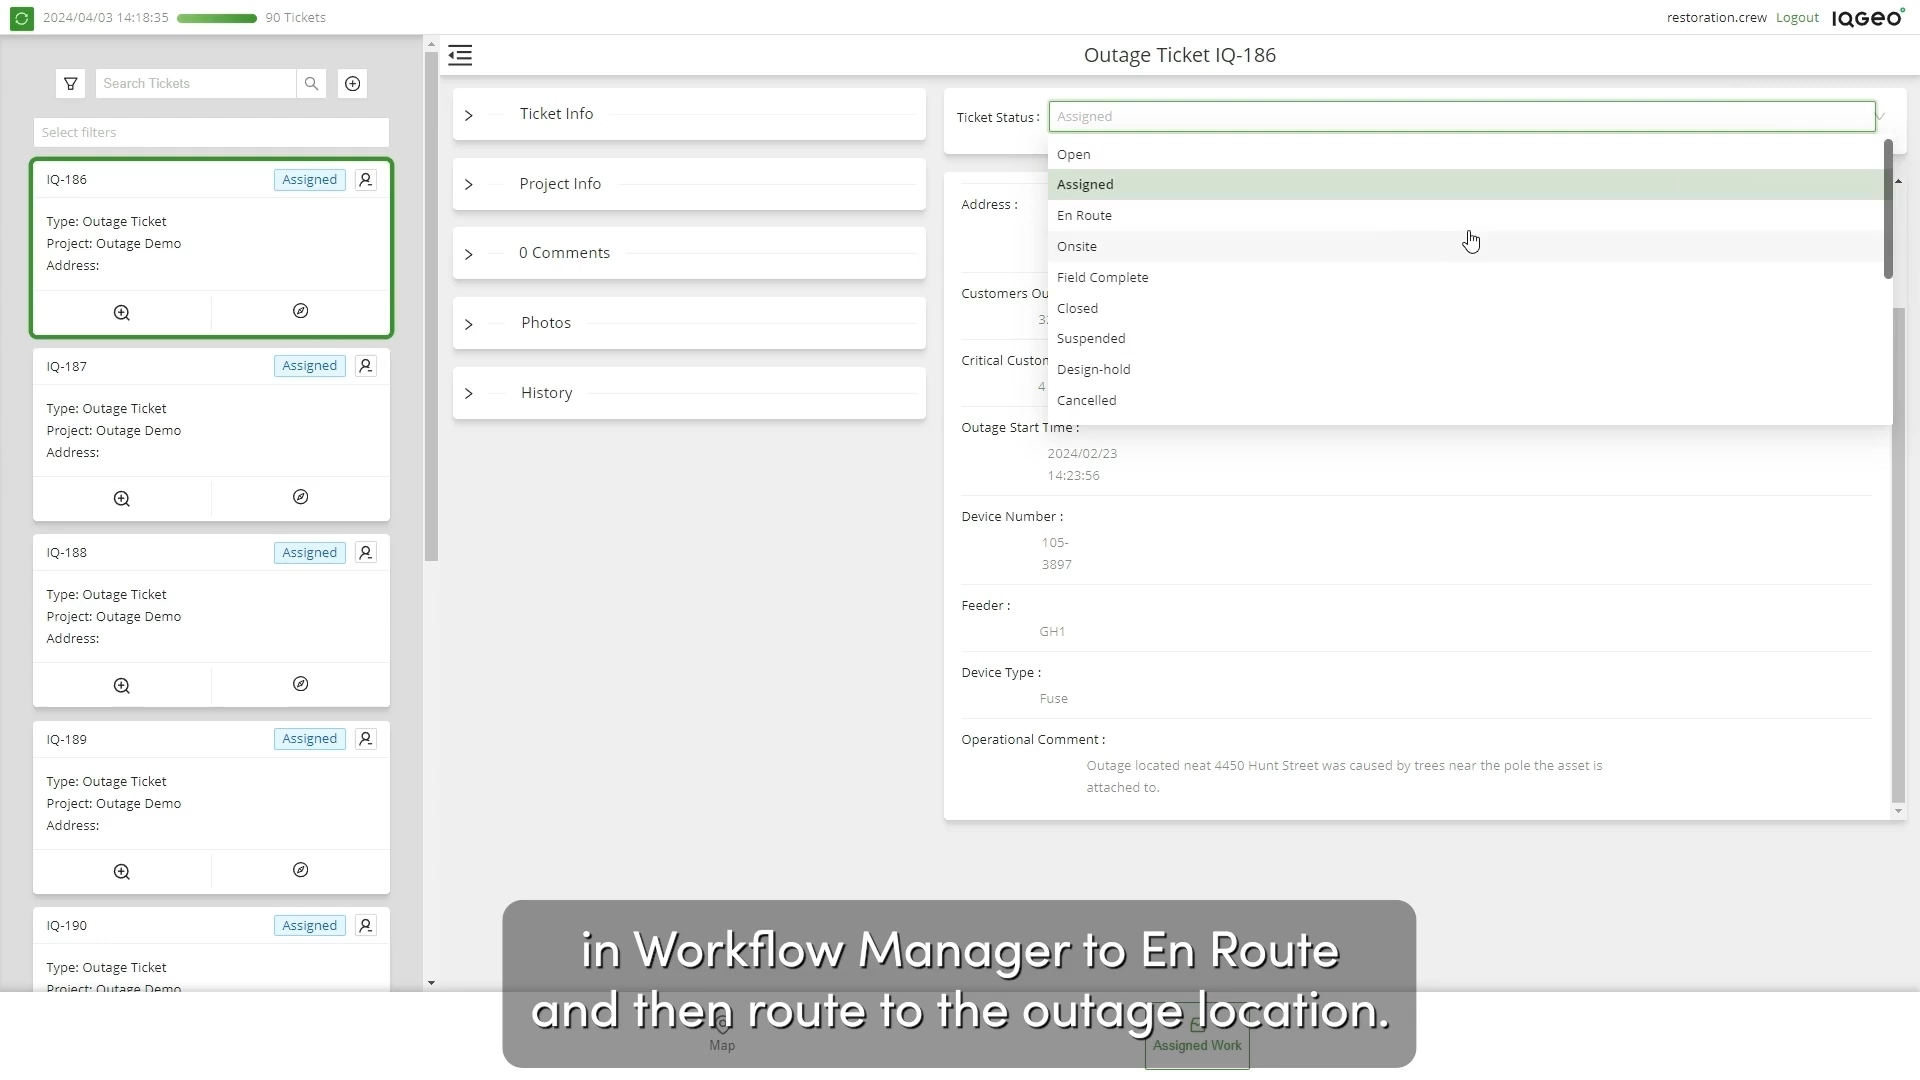 2024/04/03 14:18:35 90 Tickets
restoration.crew Logout IQGEO
Outage Ticket IQ-186
Search Tickets
Select filters
IQ-186 Assigned
Type: Outage Ticket
Project: Outage Demo
Address:
IQ-187 Assigned
Type: Outage Ticket
Project: Outage Demo
Address:
IQ-188 Assigned
Type: Outage Ticket
Project: Outage Demo
Address:
IQ-189 Assigned
Type: Outage Ticket
Project: Outage Demo
Address:
IQ-190 Assigned
Type: Outage Ticket
Project: Outage Demo
Ticket Info
Project Info
0 Comments
Photos
History
Ticket Status : Assigned
Open
Assigned
En Route
Onsite
Field Complete
Closed
Suspended
Design-hold
Cancelled
Address :
Customers Ou
Critical Custom
4
Outage Start Time :
2024/02/23
14:23:56
Device Number :
105-
3897
Feeder :
GH1
Device Type :
Fuse
Operational Comment :
Outage located neat 4450 Hunt Street was caused by trees near the pole the asset is
attached to.
in Workflow Manager to En Route
and then route to the outage location.
Map
Assigned Work